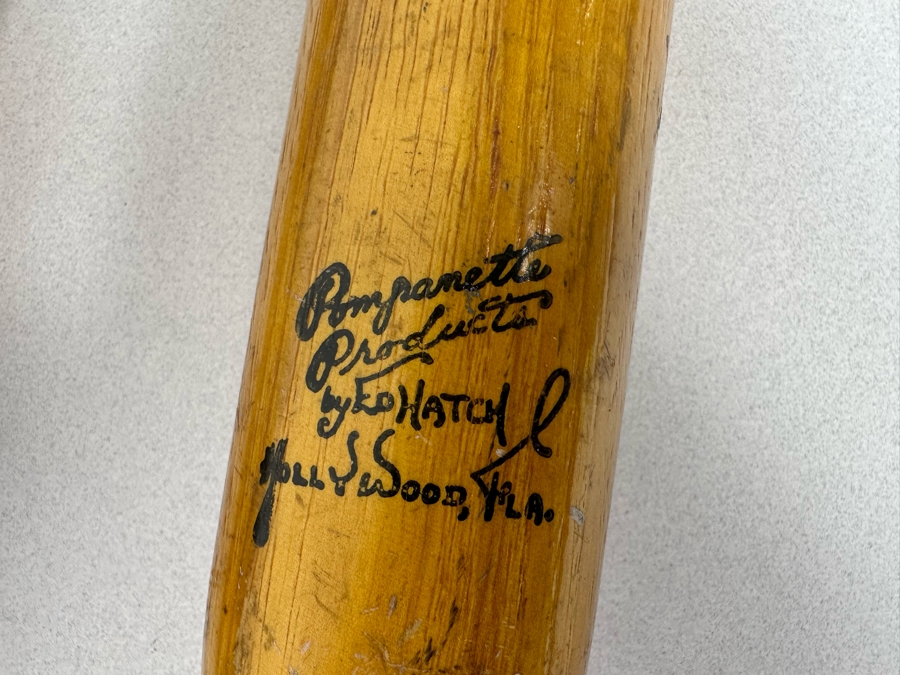 Pompanette
Products
by ED HATCH
HOLLYWOOD, FLA.